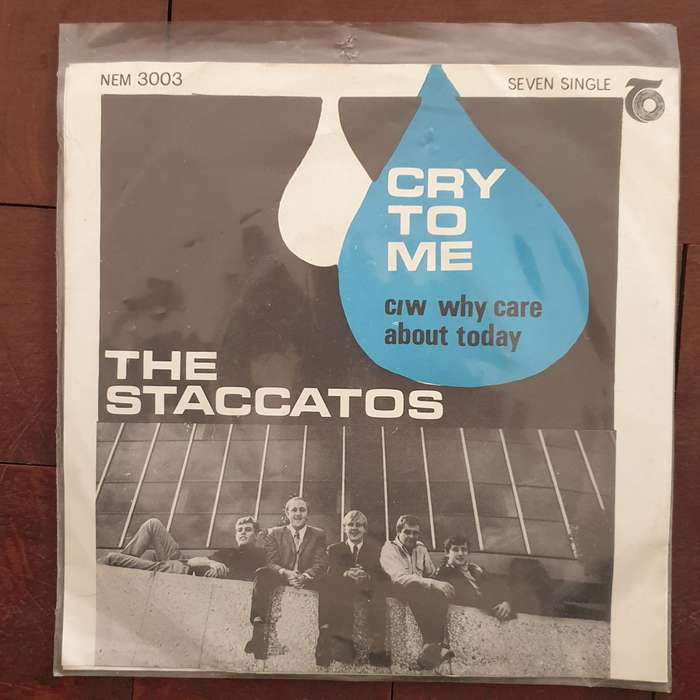 NEM 3003
SEVEN SINGLE
CRY
TO
ME
c/w why care
about today
THE
STACCATOS